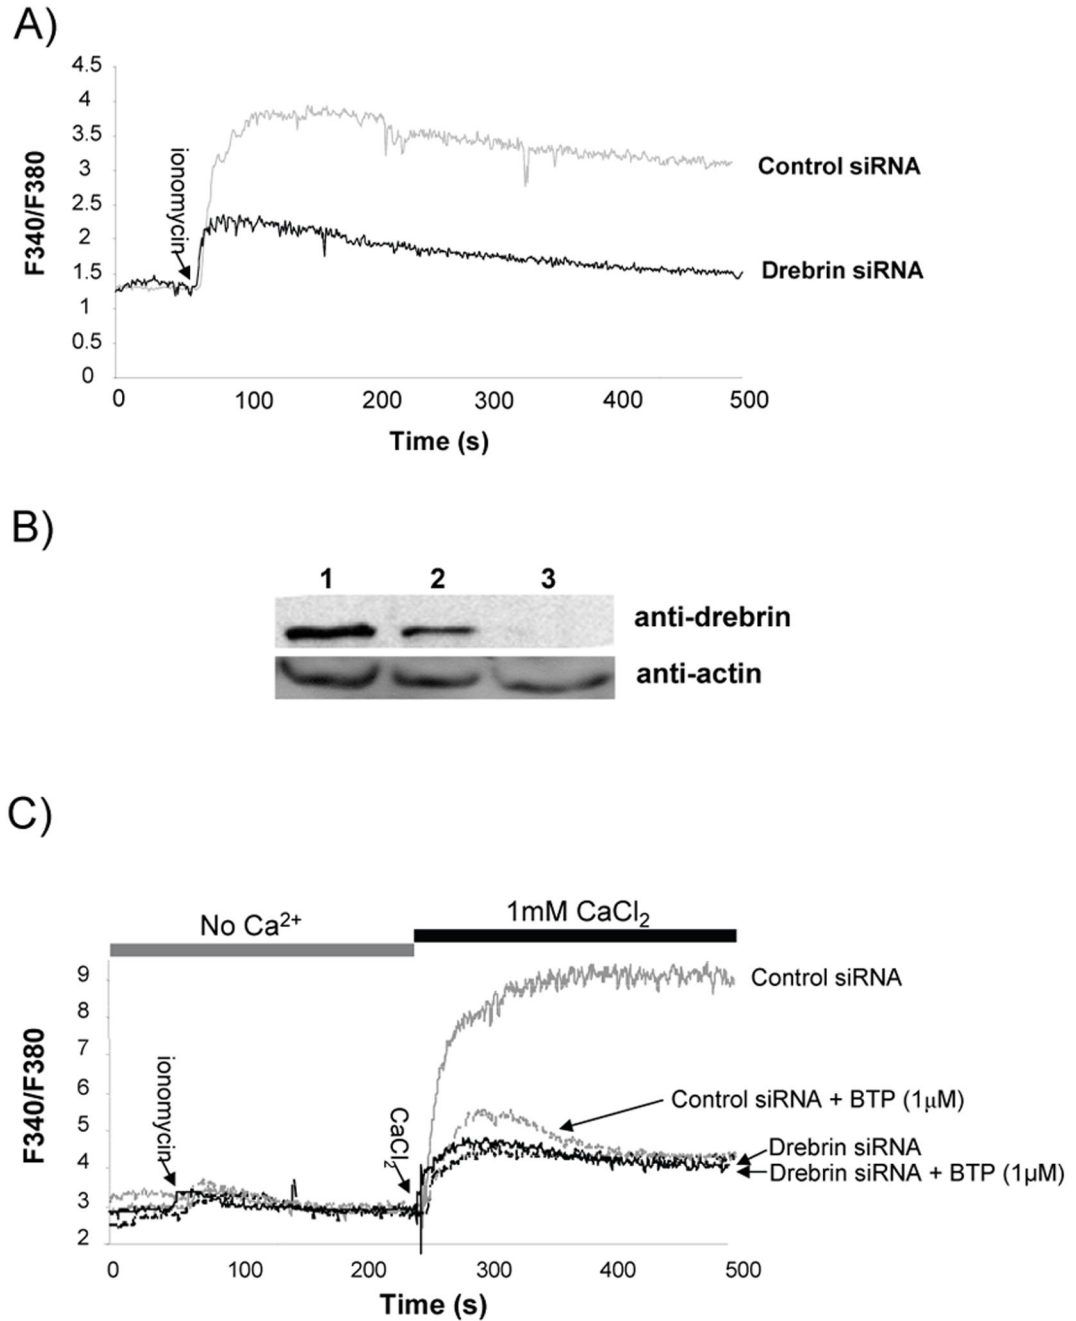 A)
4.5
4
3.5
3
2.5
2
1.5
1
0.5
0
F340/F380
ionomycin
Control siRNA
Drebrin siRNA
0 100 200 300 400 500
Time (s)
B)
1 2 3
anti-drebrin
anti-actin
C)
No Ca²⁺
1mM CaCl₂
9
8
7
6
5
4
3
2
F340/F380
ionomycin
CaCl₂
Control siRNA
Control siRNA + BTP (1μM)
Drebrin siRNA
Drebrin siRNA + BTP (1μM)
0 100 200 300 400 500
Time (s)